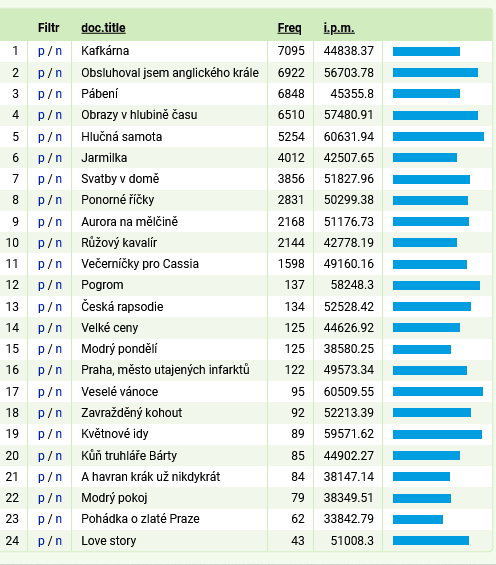 Filtr doc.title Freq i.p.m.
1 p / n Kafkárna 7095 44838.37
2 p / n Obsluhoval jsem anglického krále 6922 56703.78
3 p / n Pábení 6848 45355.8
4 p / n Obrazy v hlubině času 6510 57480.91
5 p / n Hlučná samota 5254 60631.94
6 p / n Jarmilka 4012 42507.65
7 p / n Svatby v domě 3856 51827.96
8 p / n Ponorné říčky 2831 50299.38
9 p / n Aurora na mělčině 2168 51176.73
10 p / n Růžový kavalír 2144 42778.19
11 p / n Večerníčky pro Cassia 1598 49160.16
12 p / n Pogrom 137 58248.3
13 p / n Česká rapsodie 134 52528.42
14 p / n Velké ceny 125 44626.92
15 p / n Modrý pondělí 125 38580.25
16 p / n Praha, město utajených infarktů 122 49573.34
17 p / n Veselé vánoce 95 60509.55
18 p / n Zavražděný kohout 92 52213.39
19 p / n Květnové idy 89 59571.62
20 p / n Kůň truhláře Bárty 85 44902.27
21 p / n A havran krák už nikdykrát 84 38147.14
22 p / n Modrý pokoj 79 38349.51
23 p / n Pohádka o zlaté Praze 62 33842.79
24 p / n Love story 43 51008.3